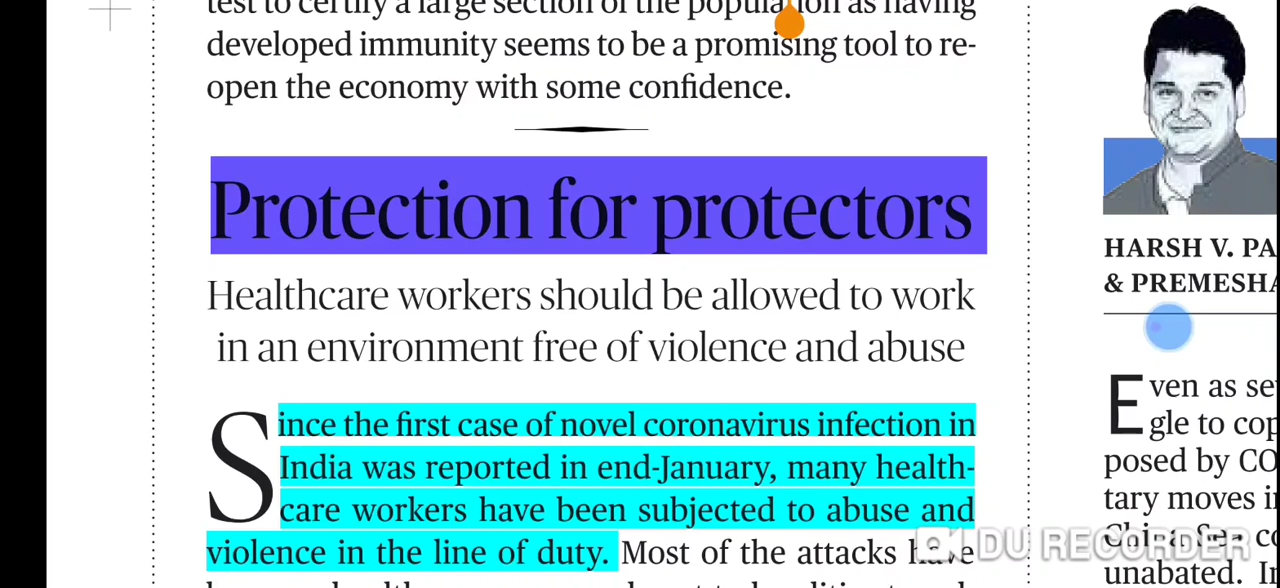 test to certify a large section of the population as having
developed immunity seems to be a promising tool to re-
open the economy with some confidence.
Protection for protectors
Healthcare workers should be allowed to work
in an environment free of violence and abuse
Since the first case of novel coronavirus infection in
India was reported in end-January, many health-
care workers have been subjected to abuse and
violence in the line of duty. Most of the attacks have
HARSH V. PA
& PREMESHA
Even as se
gle to cop
posed by CO
tary moves i
China Sea co
unabated. In
DU RECORDER